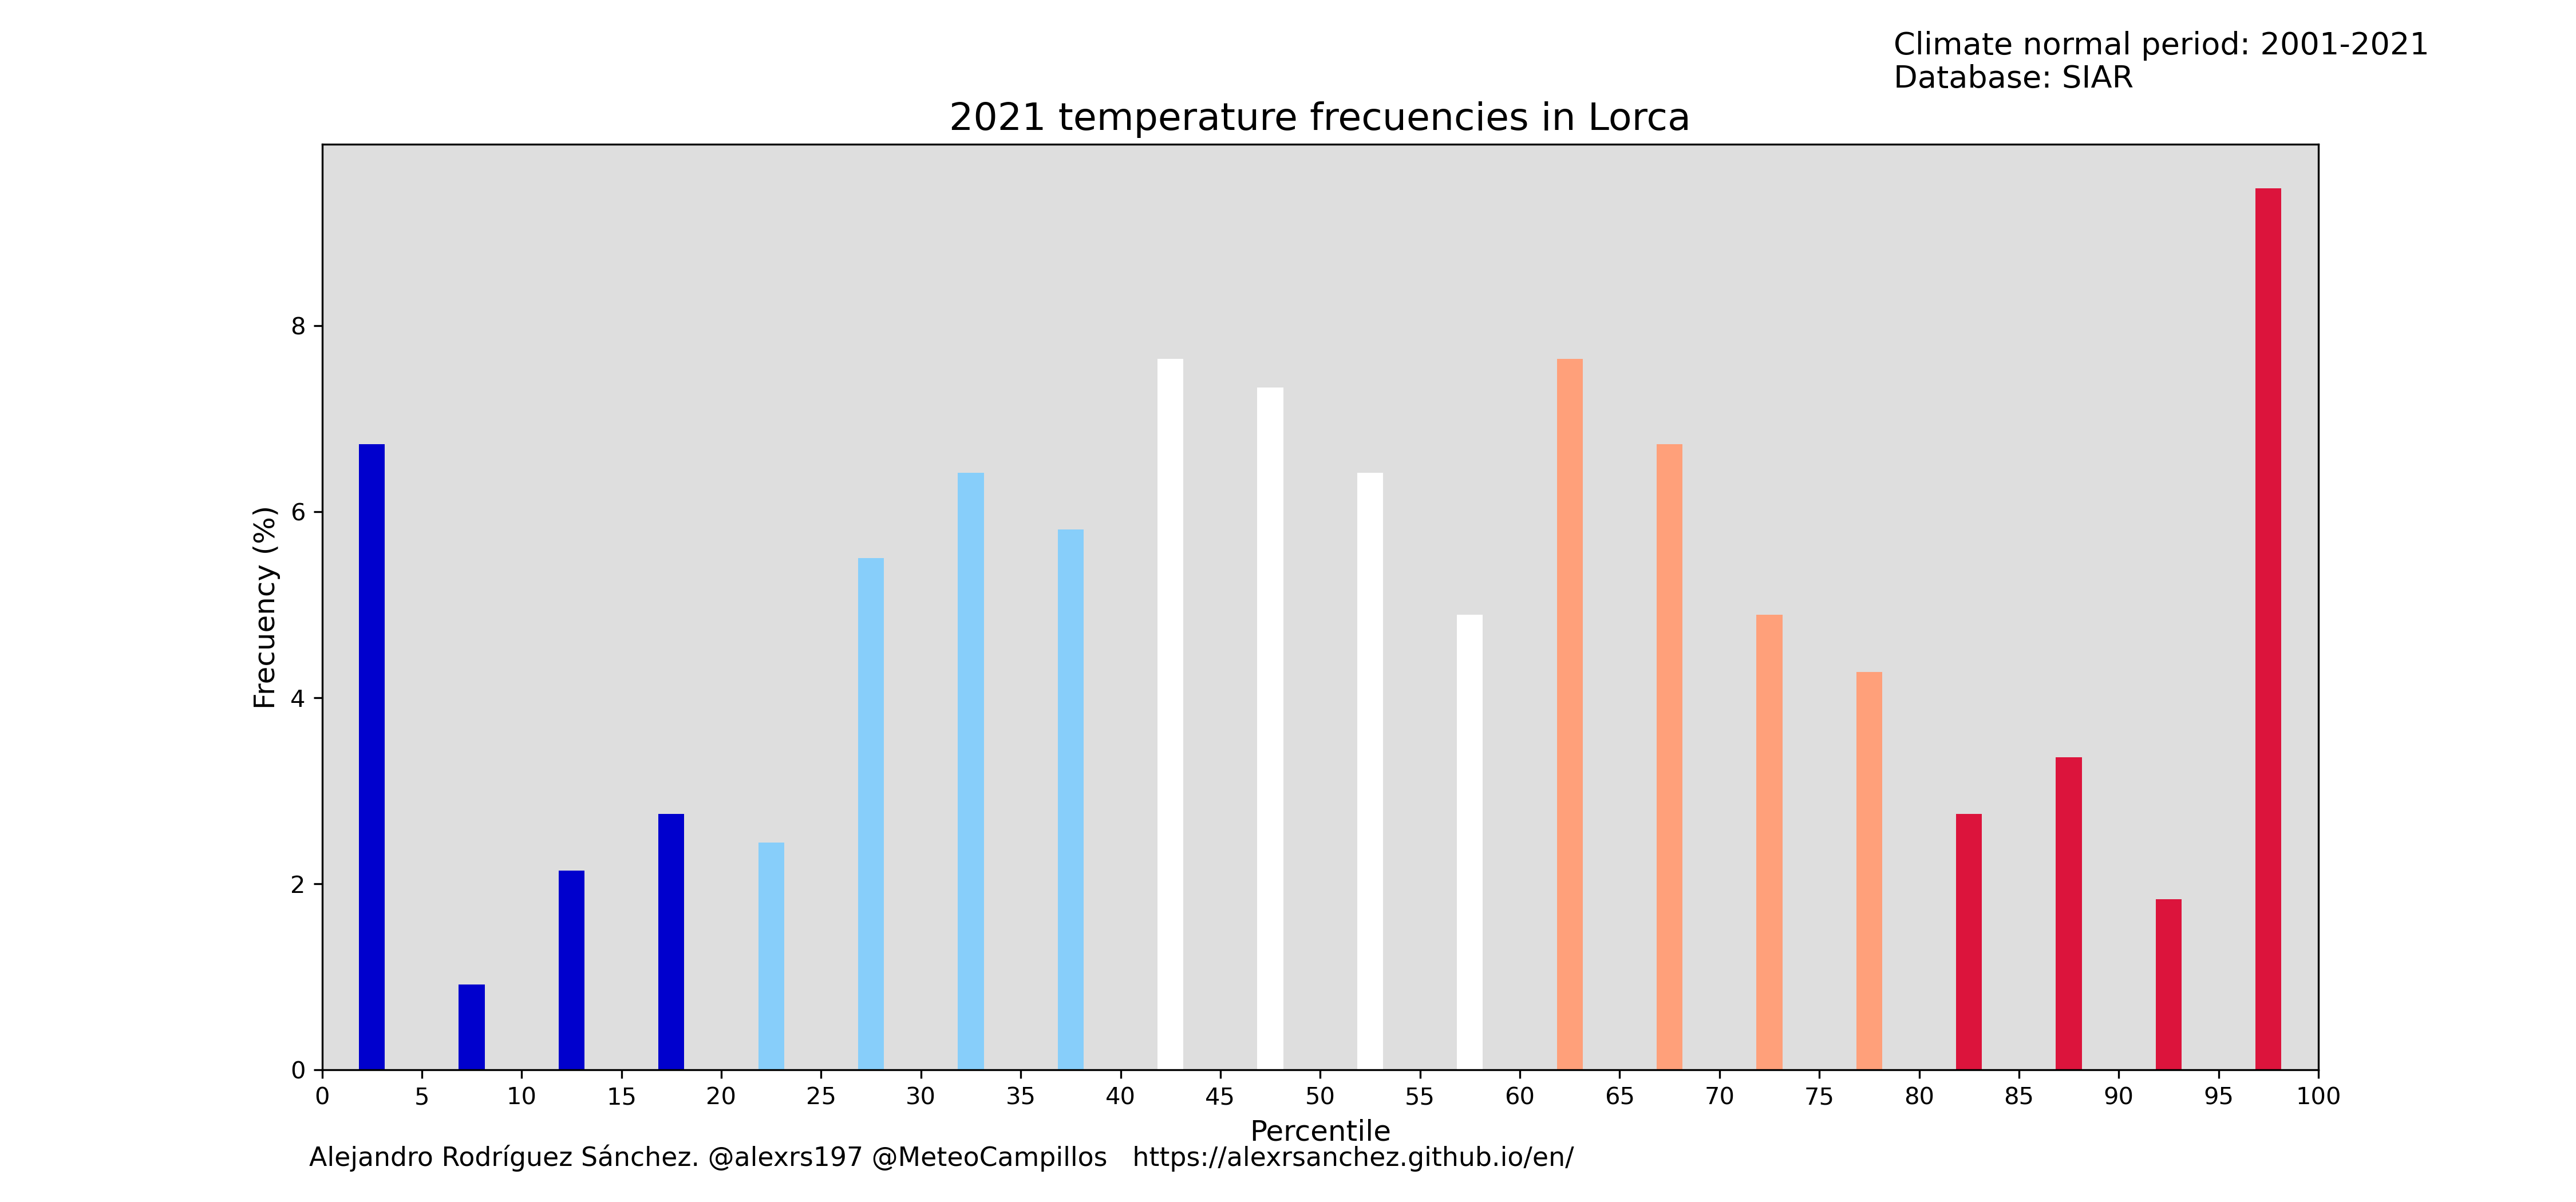 Climate normal period: 2001-2021
Database: SIAR
2021 temperature frecuencies in Lorca
Frecuency (%)
8
6
4
2
0
0 5 10 15 20 25 30 35 40 45 50 55 60 65 70 75 80 85 90 95 100
Percentile
Alejandro Rodríguez Sánchez. @alexrs197 @MeteoCampillos https://alexrsanchez.github.io/en/